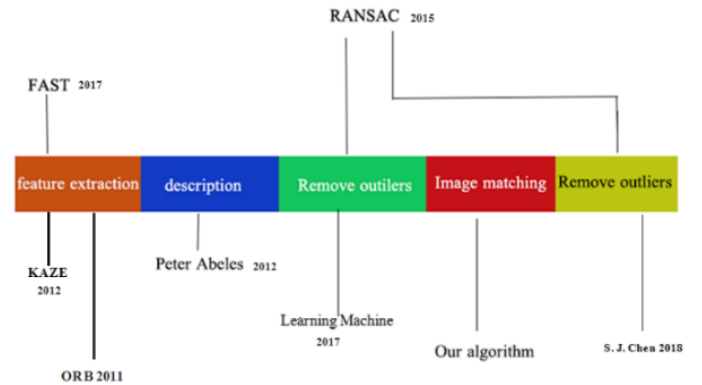 RANSAC 2015
FAST 2017
feature extraction
description
Remove outilers
Image matching
Remove outliers
KAZE
2012
Peter Abeles 2012
Learning Machine
2017
Our algorithm
S. J. Chen 2018
ORB 2011